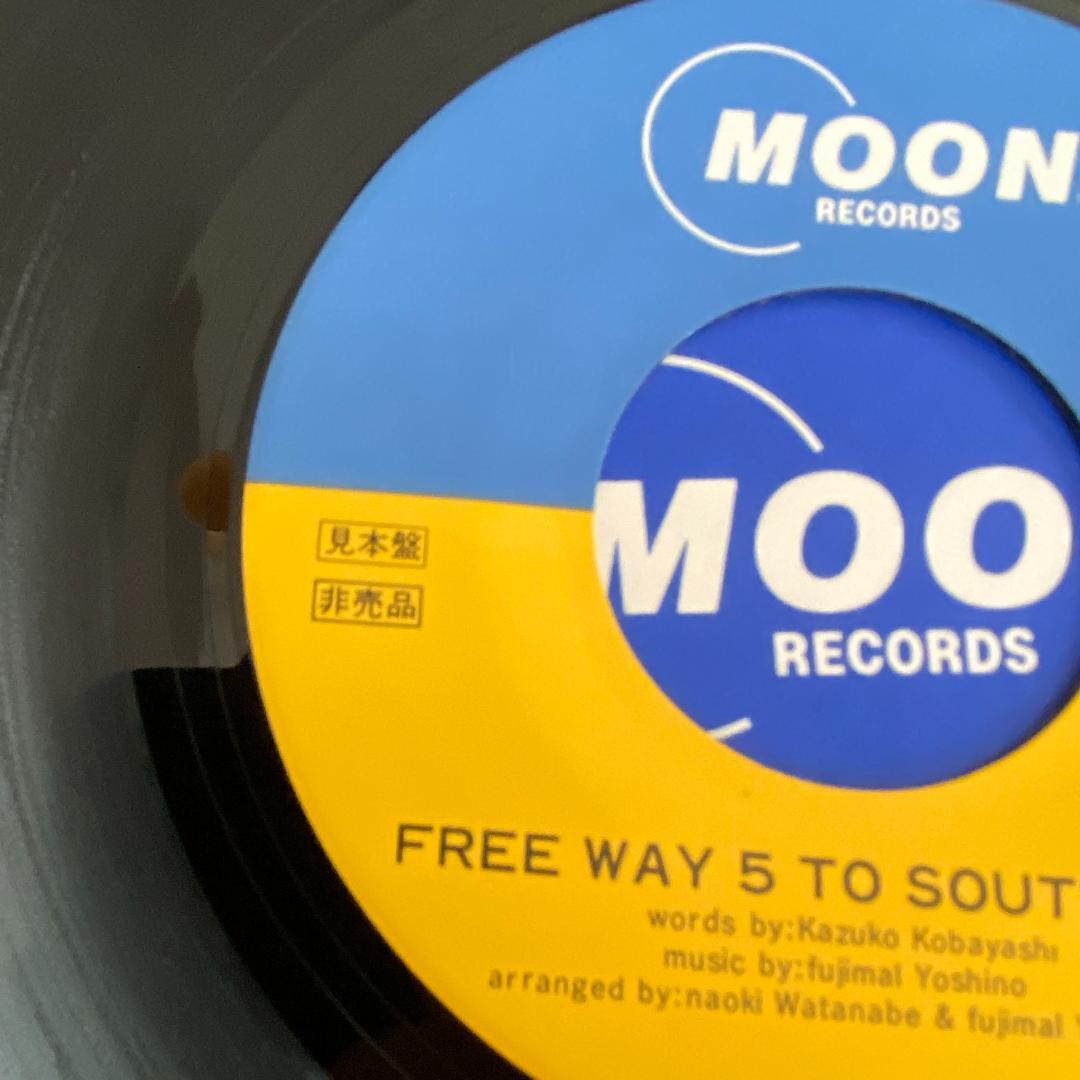 MOON
RECORDS
MOO
RECORDS
見本盤
非売品
FREE WAY 5 TO SOUT
words by:Kazuko Kobayashi
music by:fujimal Yoshino
arranged by:naoki Watanabe & fujimal